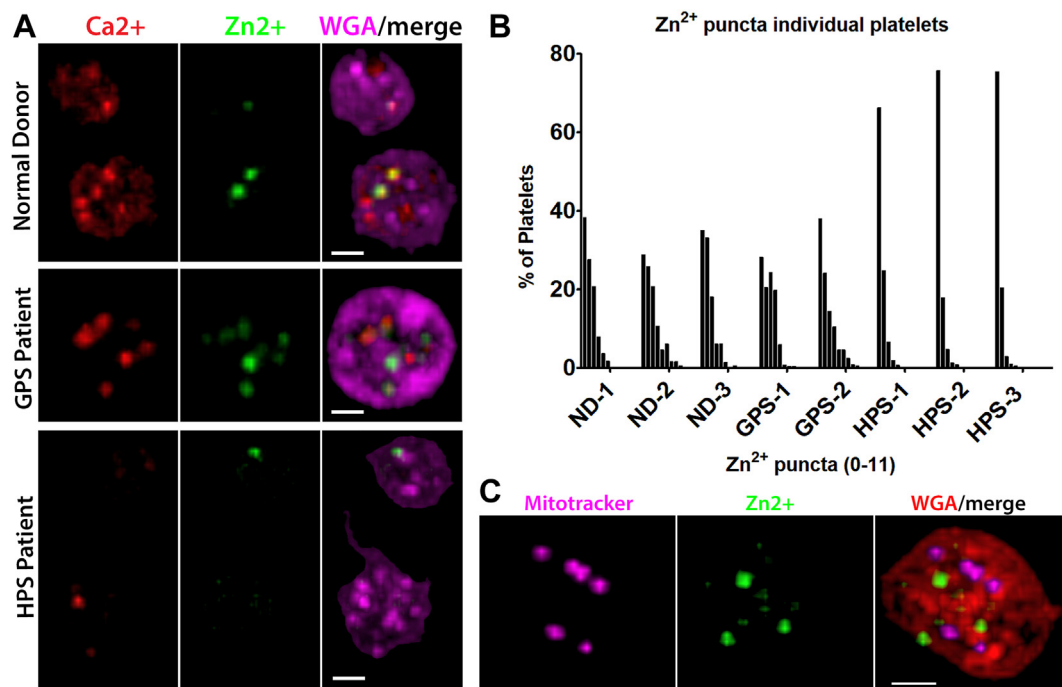 A
Ca2+
Zn2+
WGA/merge
Normal Donor
GPS Patient
HPS Patient
B
Zn²⁺ puncta individual platelets
% of Platelets
80
60
40
20
0
ND-1
ND-2
ND-3
GPS-1
GPS-2
HPS-1
HPS-2
HPS-3
Zn²⁺ puncta (0-11)
C
Mitotracker
Zn2+
WGA/merge